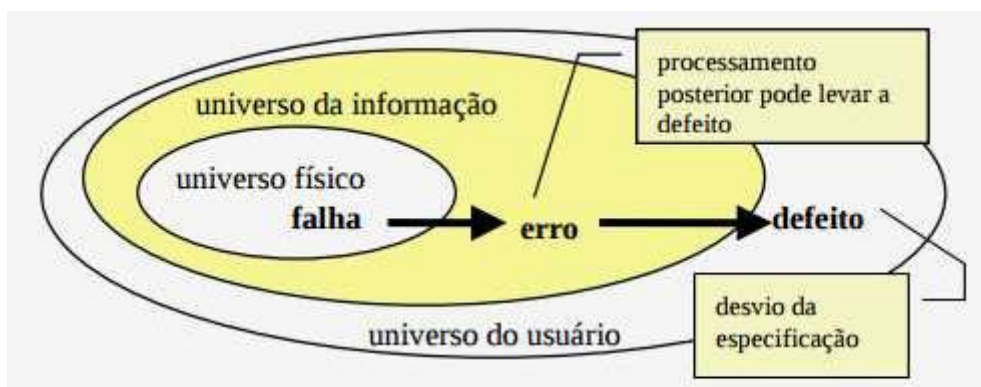 processamento
posterior pode levar a
defeito
universo da informação
universo físico
falha
erro
defeito
desvio da
especificação
universo do usuário